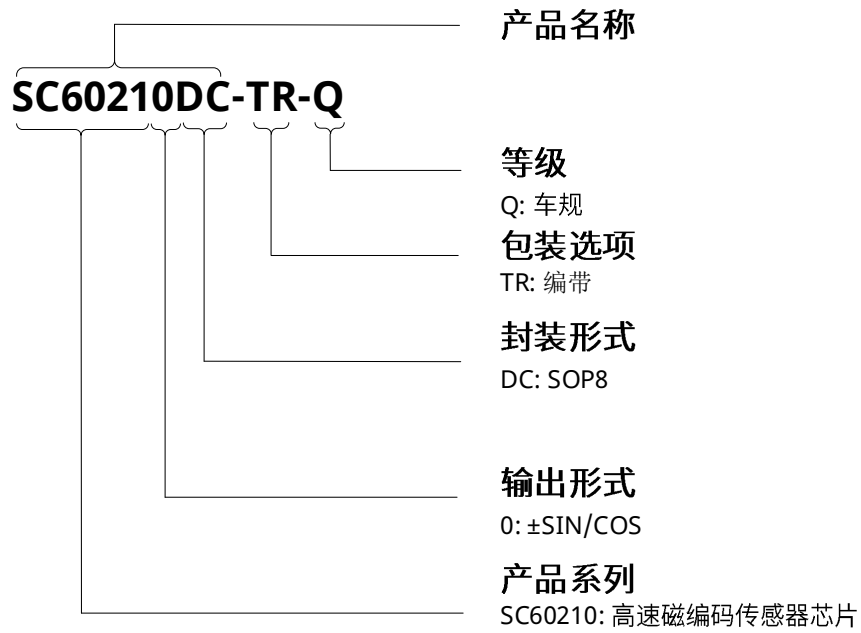 产品名称
SC60210DC-TR-Q
等级
Q: 车规
包装选项
TR: 编带
封装形式
DC: SOP8
输出形式
0: ±SIN/COS
产品系列
SC60210: 高速磁编码传感器芯片